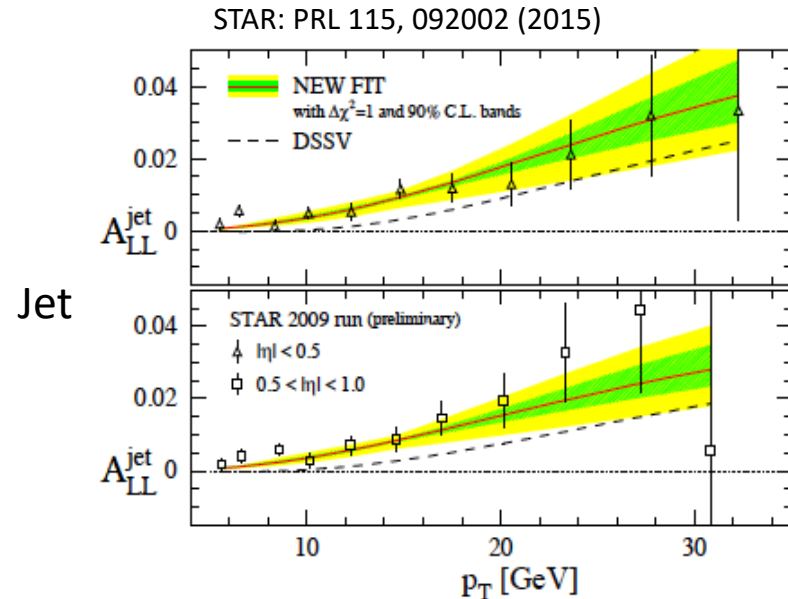 STAR: PRL 115, 092002 (2015)
0.04
NEW FIT
with Δχ²=1 and 90% C.L. bands
DSSV
0.02
0
A_LL^jet
Jet
STAR 2009 run (preliminary)
0.04
|η| < 0.5
0.5 < |η| < 1.0
0.02
0
A_LL^jet
10 20 30
p_T [GeV]